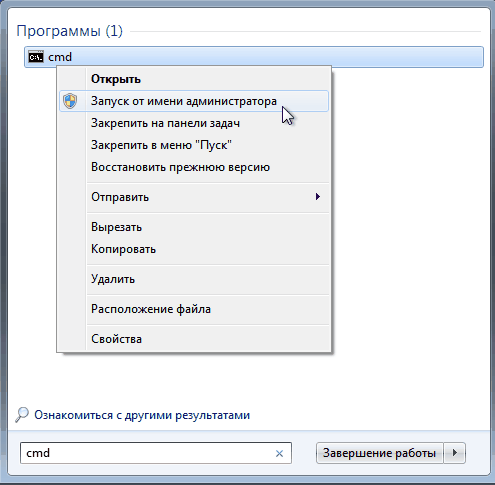 Программы (1)
cmd
Открыть
Запуск от имени администратора
Закрепить на панели задач
Закрепить в меню "Пуск"
Восстановить прежнюю версию
Отправить
Вырезать
Копировать
Удалить
Расположение файла
Свойства
Ознакомиться с другими результатами
cmd
Завершение работы